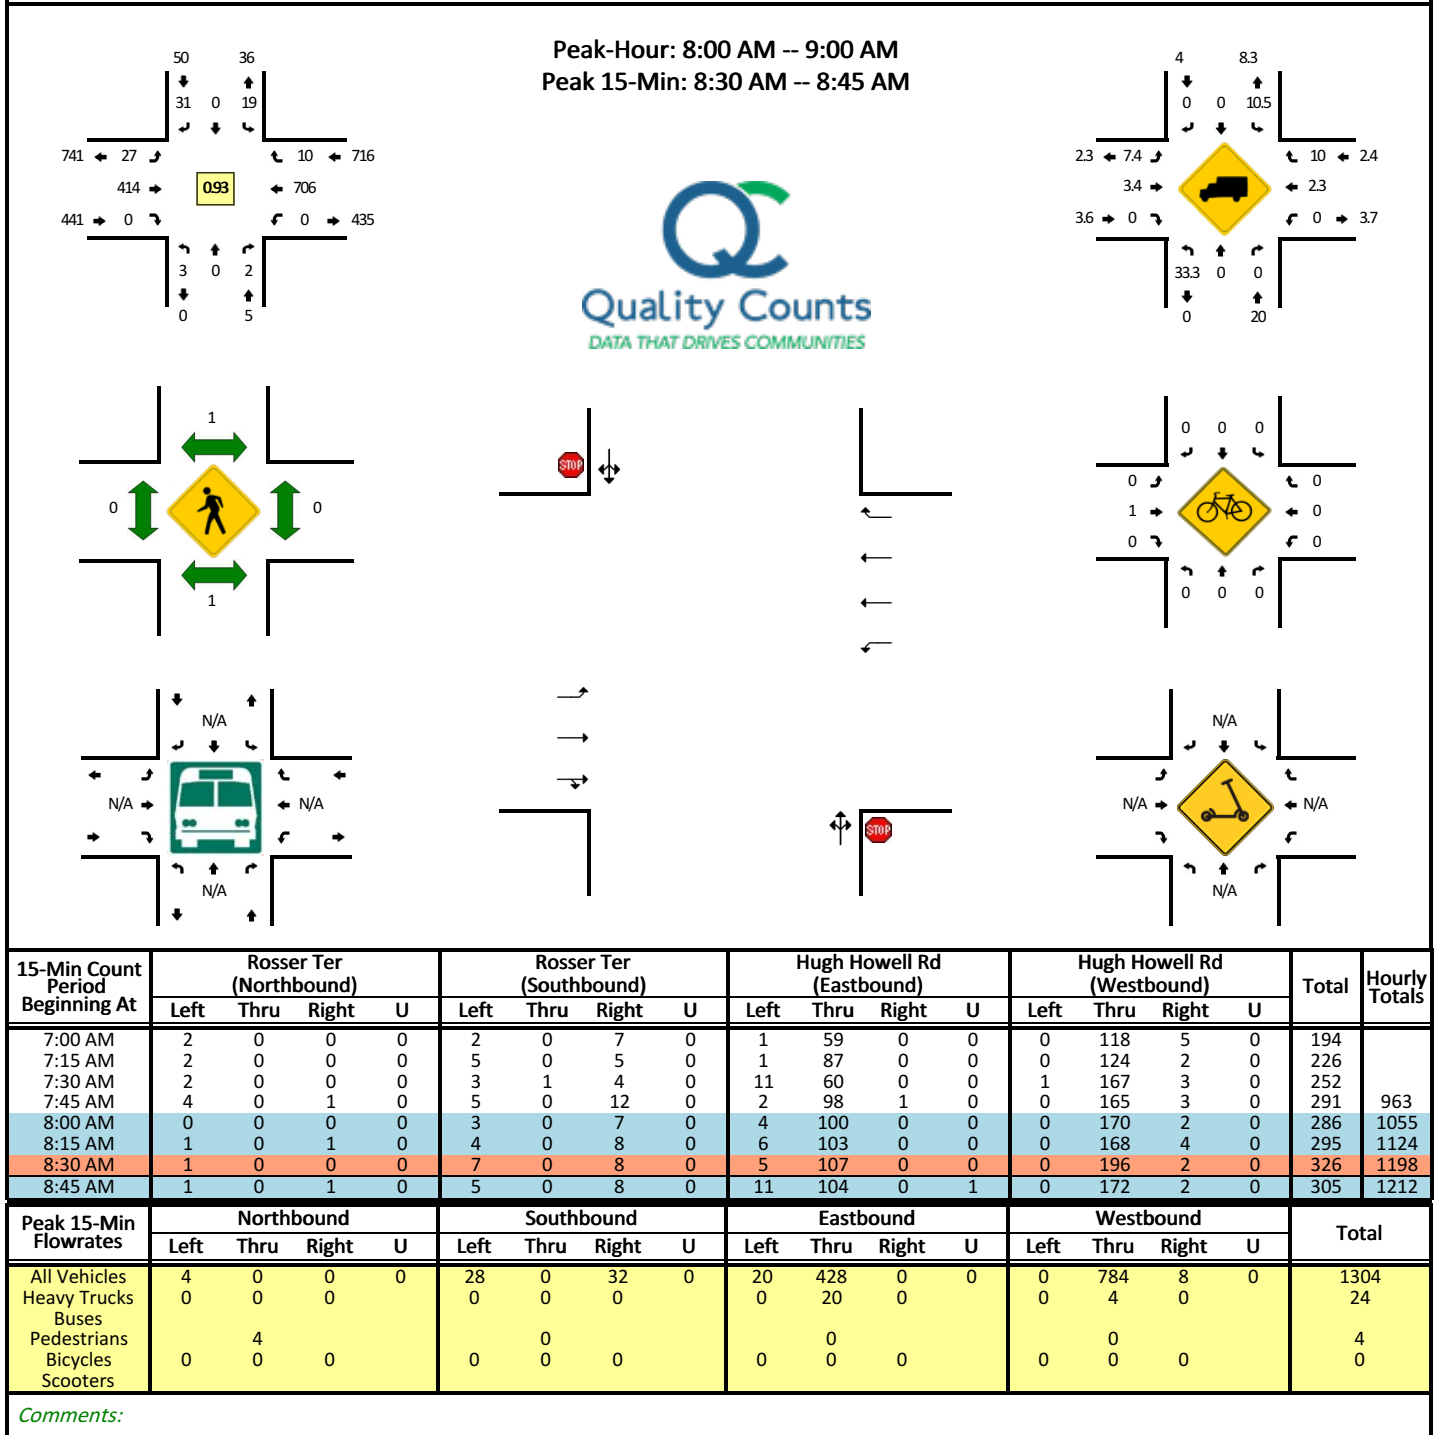 Peak-Hour: 8:00 AM -- 9:00 AM
Peak 15-Min: 8:30 AM -- 8:45 AM
50 36
31 0 19
741 27 10 716
414 0.93 706
441 0 0 435
3 0 2
0 5
Quality Counts
DATA THAT DRIVES COMMUNITIES
4 8.3
0 0 10.5
2.3 7.4 10 2.4
3.4 2.3
3.6 0 0 3.7
33.3 0 0
0 20
1
0 0
1
STOP
STOP
0 0 0
0 0
1 0
0 0
0 0 0
N/A
N/A N/A
N/A
N/A
N/A N/A
N/A
15-Min Count Period Beginning At Rosser Ter (Northbound) Rosser Ter (Southbound) Hugh Howell Rd (Eastbound) Hugh Howell Rd (Westbound) Total Hourly Totals
Left Thru Right U Left Thru Right U Left Thru Right U Left Thru Right U
7:00 AM 2 0 0 0 2 0 7 0 1 59 0 0 0 118 5 0 194
7:15 AM 2 0 0 0 5 0 5 0 1 87 0 0 0 124 2 0 226
7:30 AM 2 0 0 0 3 1 4 0 11 60 0 0 1 167 3 0 252
7:45 AM 4 0 1 0 5 0 12 0 2 98 1 0 0 165 3 0 291 963
8:00 AM 0 0 0 0 3 0 7 0 4 100 0 0 0 170 2 0 286 1055
8:15 AM 1 0 1 0 4 0 8 0 6 103 0 0 0 168 4 0 295 1124
8:30 AM 1 0 0 0 7 0 8 0 5 107 0 0 0 196 2 0 326 1198
8:45 AM 1 0 1 0 5 0 8 0 11 104 0 1 0 172 2 0 305 1212
Peak 15-Min Flowrates Northbound Southbound Eastbound Westbound Total
Left Thru Right U Left Thru Right U Left Thru Right U Left Thru Right U
All Vehicles 4 0 0 0 28 0 32 0 20 428 0 0 0 784 8 0 1304
Heavy Trucks 0 0 0 0 0 0 0 20 0 0 4 0 24
Buses
Pedestrians 4 0 0 0 4
Bicycles 0 0 0 0 0 0 0 0 0 0 0 0 0
Scooters
Comments: